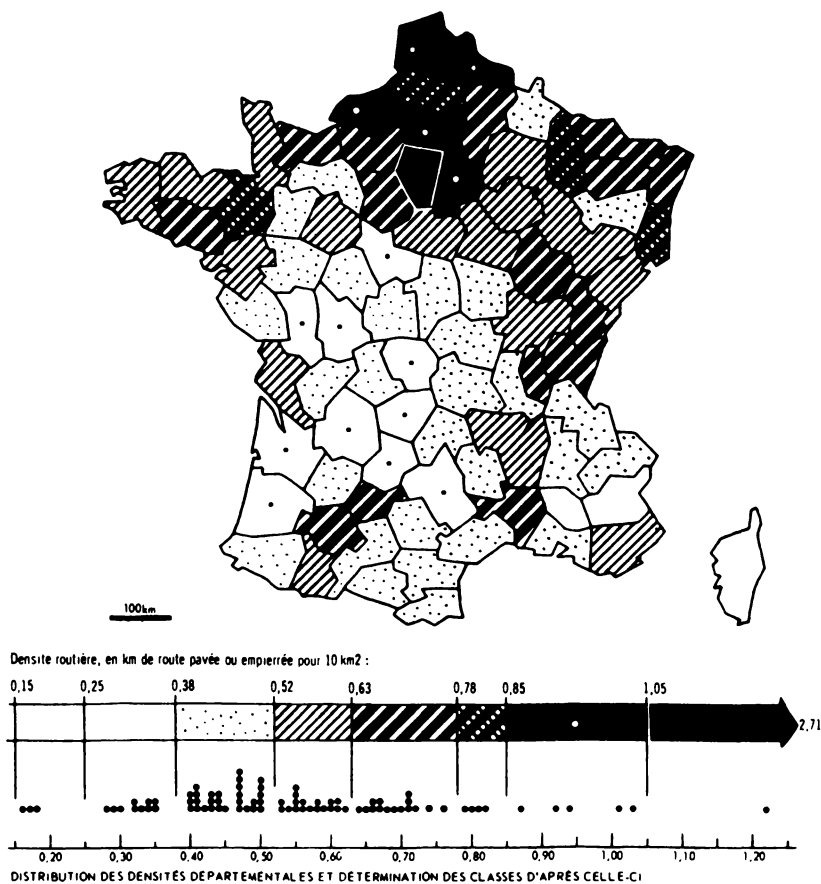 100km
Densite routière, en km de route pavée ou empierrée pour 10 km2 :
0,15 0,25 0,38 0,52 0,63 0,78 0,85 1,05
2,71
0,20 0,30 0,40 0,50 0,60 0,70 0,80 0,90 1,00 1,10 1,20
DISTRIBUTION DES DENSITÉS DEPARTEMENTALES ET DETERMINATION DES CLASSES D'APRÈS CELLE-CI